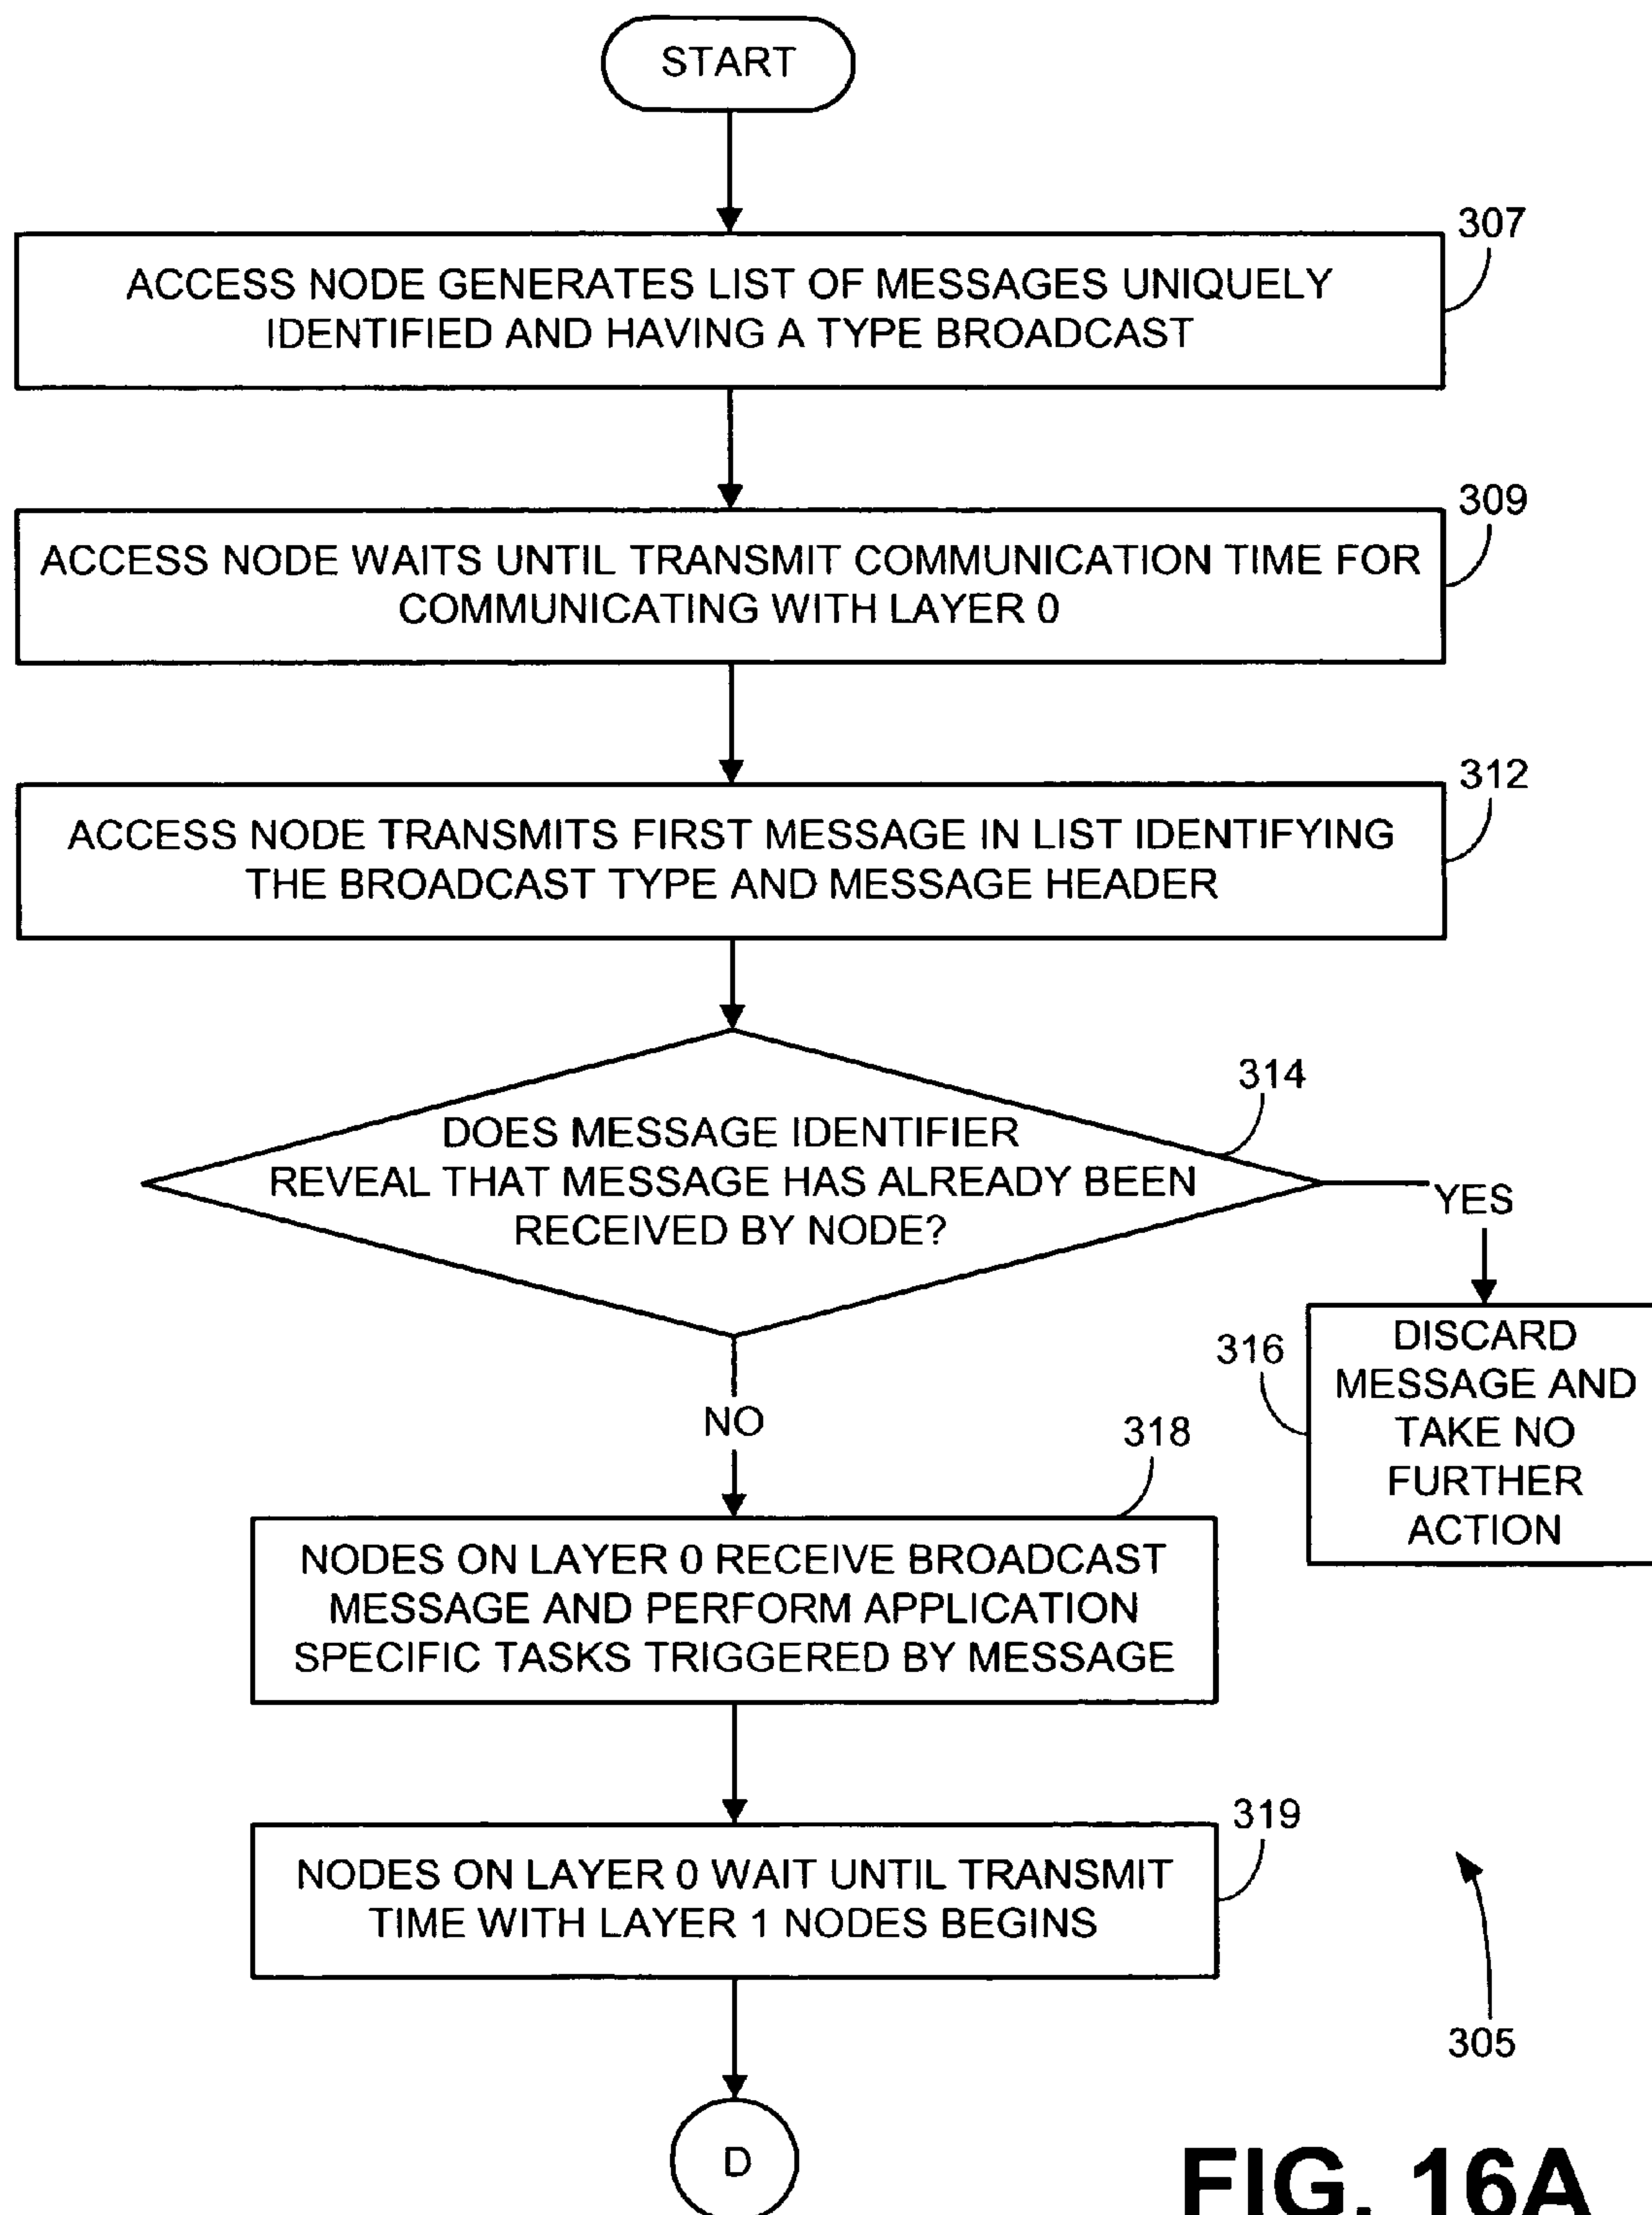 START
307
ACCESS NODE GENERATES LIST OF MESSAGES UNIQUELY
IDENTIFIED AND HAVING A TYPE BROADCAST
309
ACCESS NODE WAITS UNTIL TRANSMIT COMMUNICATION TIME FOR
COMMUNICATING WITH LAYER 0
312
ACCESS NODE TRANSMITS FIRST MESSAGE IN LIST IDENTIFYING
THE BROADCAST TYPE AND MESSAGE HEADER
314
DOES MESSAGE IDENTIFIER
REVEAL THAT MESSAGE HAS ALREADY BEEN
RECEIVED BY NODE?
YES
316
DISCARD
MESSAGE AND
TAKE NO
FURTHER
ACTION
NO
318
NODES ON LAYER 0 RECEIVE BROADCAST
MESSAGE AND PERFORM APPLICATION
SPECIFIC TASKS TRIGGERED BY MESSAGE
319
NODES ON LAYER 0 WAIT UNTIL TRANSMIT
TIME WITH LAYER 1 NODES BEGINS
305
D
FIG. 16A